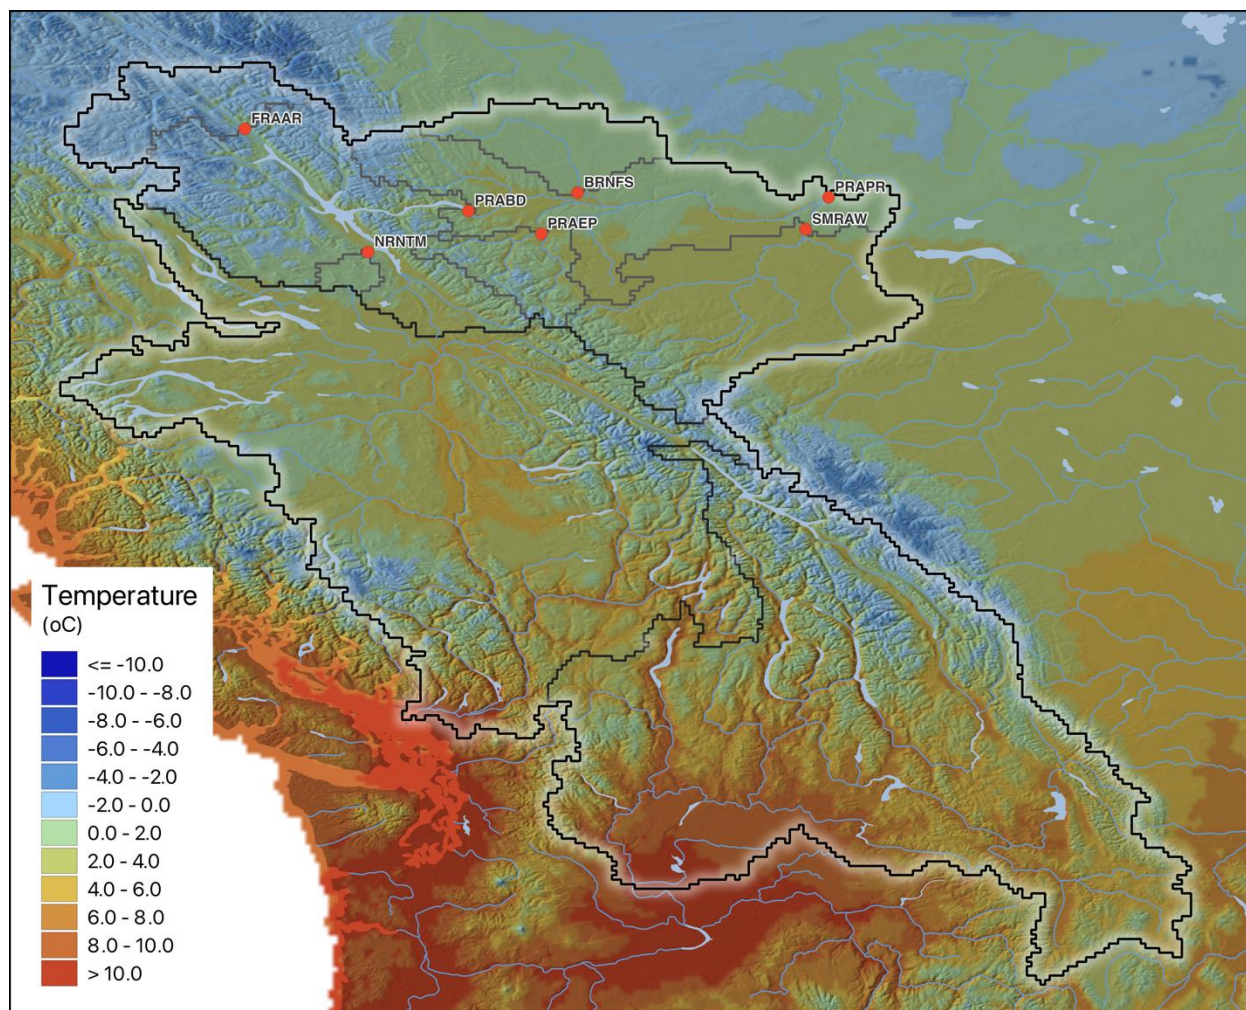 FRAAR
BRNFS
PRABD
PRAPR
PRAEP
SMRAW
NRNTM
Temperature
(oC)
<= -10.0
-10.0 - -8.0
-8.0 - -6.0
-6.0 - -4.0
-4.0 - -2.0
-2.0 - 0.0
0.0 - 2.0
2.0 - 4.0
4.0 - 6.0
6.0 - 8.0
8.0 - 10.0
> 10.0